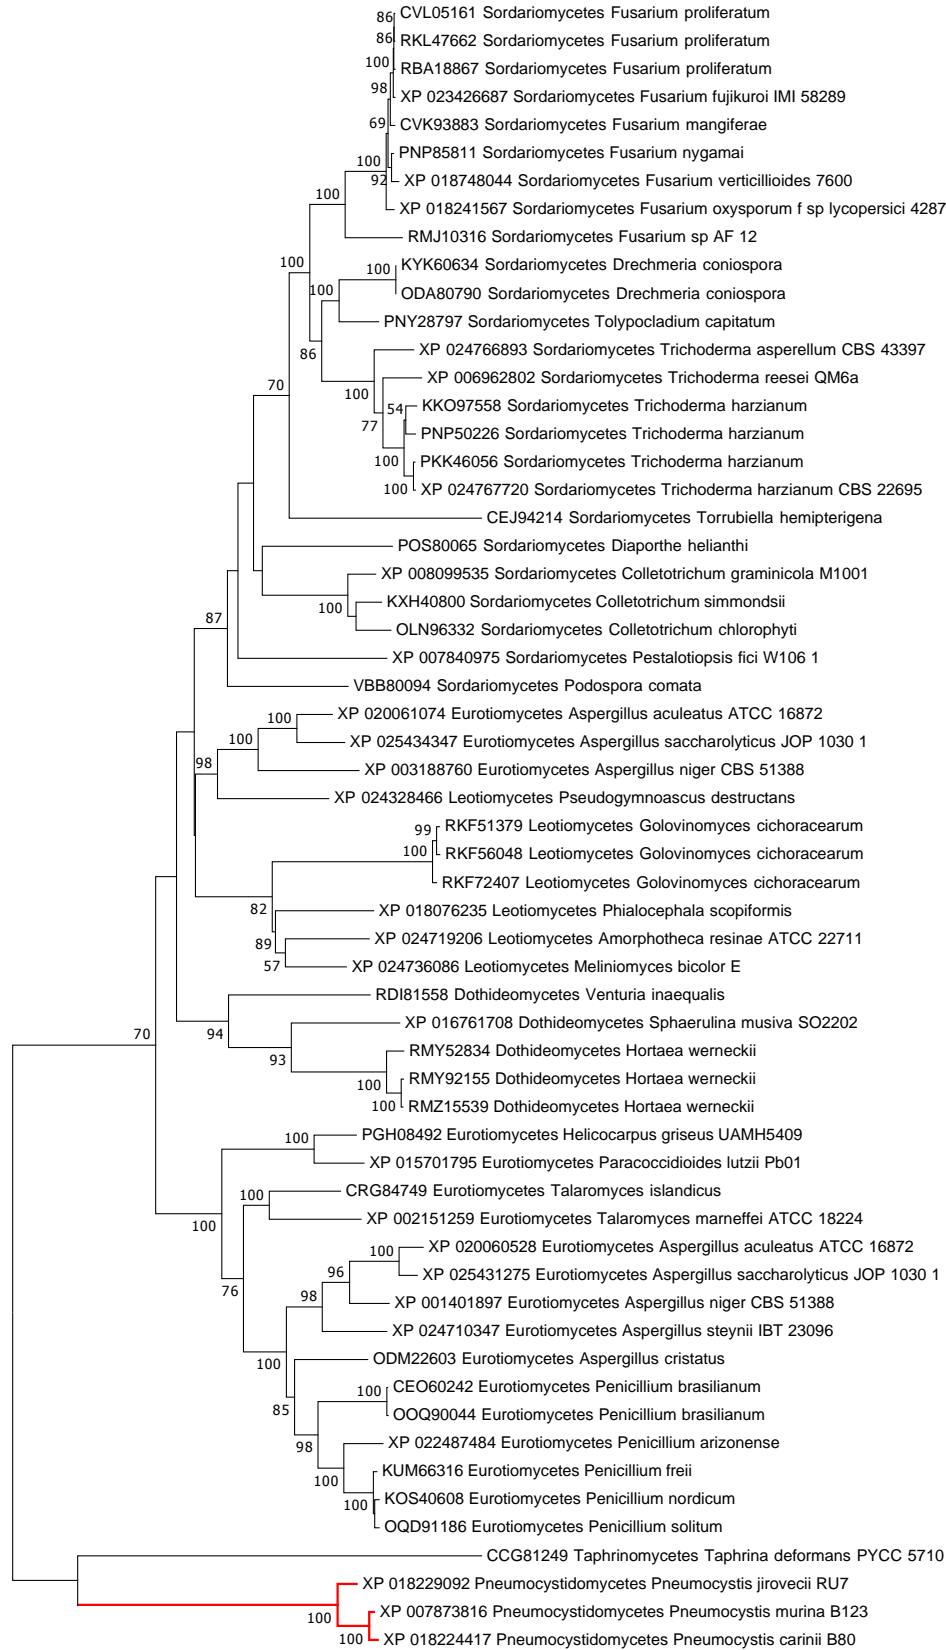 86 CVL05161 Sordariomycetes Fusarium proliferatum
86 RKL47662 Sordariomycetes Fusarium proliferatum
100 RBA18867 Sordariomycetes Fusarium proliferatum
98 XP 023426687 Sordariomycetes Fusarium fujikuroi IMI 58289
69 CVK93883 Sordariomycetes Fusarium mangiferae
PNP85811 Sordariomycetes Fusarium nygamai
100
92 XP 018748044 Sordariomycetes Fusarium verticillioides 7600
100
XP 018241567 Sordariomycetes Fusarium oxysporum f sp lycopersici 4287
RMJ10316 Sordariomycetes Fusarium sp AF 12
100
100 KYK60634 Sordariomycetes Drechmeria coniospora
100 ODA80790 Sordariomycetes Drechmeria coniospora
PNY28797 Sordariomycetes Tolypocladium capitatum
86
XP 024766893 Sordariomycetes Trichoderma asperellum CBS 43397
XP 006962802 Sordariomycetes Trichoderma reesei QM6a
70
100
54 KKO97558 Sordariomycetes Trichoderma harzianum
77
PNP50226 Sordariomycetes Trichoderma harzianum
100 PKK46056 Sordariomycetes Trichoderma harzianum
100 XP 024767720 Sordariomycetes Trichoderma harzianum CBS 22695
CEJ94214 Sordariomycetes Torrubiella hemipterigena
POS80065 Sordariomycetes Diaporthe helianthi
XP 008099535 Sordariomycetes Colletotrichum graminicola M1001
100 KXH40800 Sordariomycetes Colletotrichum simmondsii
87
OLN96332 Sordariomycetes Colletotrichum chlorophyti
XP 007840975 Sordariomycetes Pestalotiopsis fici W106 1
VBB80094 Sordariomycetes Podospora comata
100 XP 020061074 Eurotiomycetes Aspergillus aculeatus ATCC 16872
100 XP 025434347 Eurotiomycetes Aspergillus saccharolyticus JOP 1030 1
98 XP 003188760 Eurotiomycetes Aspergillus niger CBS 51388
XP 024328466 Leotiomycetes Pseudogymnoascus destructans
99 RKF51379 Leotiomycetes Golovinomyces cichoracearum
100 RKF56048 Leotiomycetes Golovinomyces cichoracearum
RKF72407 Leotiomycetes Golovinomyces cichoracearum
82 XP 018076235 Leotiomycetes Phialocephala scopiformis
89 XP 024719206 Leotiomycetes Amorphotheca resinae ATCC 22711
57 XP 024736086 Leotiomycetes Meliniomyces bicolor E
RDI81558 Dothideomycetes Venturia inaequalis
XP 016761708 Dothideomycetes Sphaerulina musiva SO2202
70 94
RMY52834 Dothideomycetes Hortaea werneckii
93
100 RMY92155 Dothideomycetes Hortaea werneckii
100 RMZ15539 Dothideomycetes Hortaea werneckii
100 PGH08492 Eurotiomycetes Helicocarpus griseus UAMH5409
XP 015701795 Eurotiomycetes Paracoccidioides lutzii Pb01
100 CRG84749 Eurotiomycetes Talaromyces islandicus
100 XP 002151259 Eurotiomycetes Talaromyces marneffei ATCC 18224
100 XP 020060528 Eurotiomycetes Aspergillus aculeatus ATCC 16872
96 XP 025431275 Eurotiomycetes Aspergillus saccharolyticus JOP 1030 1
76
98 XP 001401897 Eurotiomycetes Aspergillus niger CBS 51388
XP 024710347 Eurotiomycetes Aspergillus steynii IBT 23096
100 ODM22603 Eurotiomycetes Aspergillus cristatus
100 CEO60242 Eurotiomycetes Penicillium brasilianum
85 OOQ90044 Eurotiomycetes Penicillium brasilianum
98 XP 022487484 Eurotiomycetes Penicillium arizonense
100 KUM66316 Eurotiomycetes Penicillium freii
100 KOS40608 Eurotiomycetes Penicillium nordicum
OQD91186 Eurotiomycetes Penicillium solitum
CCG81249 Taphrinomycetes Taphrina deformans PYCC 5710
XP 018229092 Pneumocystidomycetes Pneumocystis jirovecii RU7
100 XP 007873816 Pneumocystidomycetes Pneumocystis murina B123
100 XP 018224417 Pneumocystidomycetes Pneumocystis carinii B80